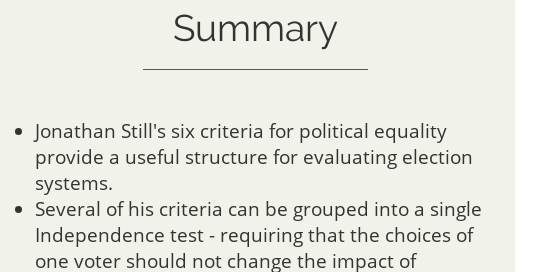 Summary
• Jonathan Still's six criteria for political equality
provide a useful structure for evaluating election
systems.
• Several of his criteria can be grouped into a single
Independence test - requiring that the choices of
one voter should not change the impact of